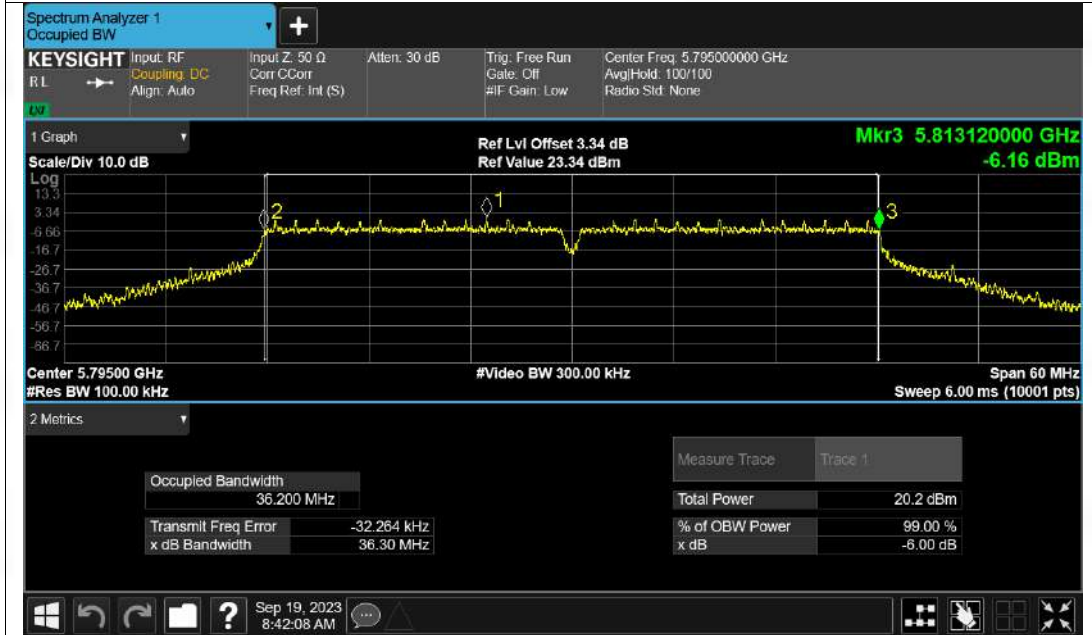 Spectrum Analyzer 1
Occupied BW
+
KEYSIGHT
RL
LXI
Input: RF
Coupling: DC
Align: Auto
Input Z: 50 Ω
Corr CCorr
Freq Ref: Int (S)
Atten: 30 dB
Trig: Free Run
Gate: Off
#IF Gain: Low
Center Freq: 5.795000000 GHz
Avg|Hold: 100/100
Radio Std: None
1 Graph
Scale/Div 10.0 dB
Ref Lvl Offset 3.34 dB
Ref Value 23.34 dBm
Mkr3 5.813120000 GHz
-6.16 dBm
Log
13.3
3.34
-6.66
-16.7
-26.7
-36.7
-46.7
-56.7
-66.7
2
1
3
Center 5.79500 GHz
#Video BW 300.00 kHz
Span 60 MHz
#Res BW 100.00 kHz
Sweep 6.00 ms (10001 pts)
2 Metrics
Measure Trace Trace 1
Occupied Bandwidth
36.200 MHz
Total Power 20.2 dBm
Transmit Freq Error -32.264 kHz
% of OBW Power 99.00 %
x dB Bandwidth 36.30 MHz
x dB -6.00 dB
?
Sep 19, 2023
8:42:08 AM